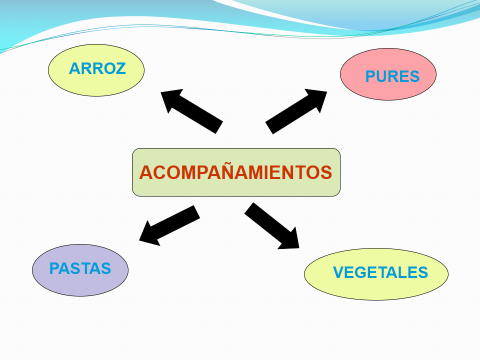 ARROZ
PURES
ACOMPAÑAMIENTOS
PASTAS
VEGETALES